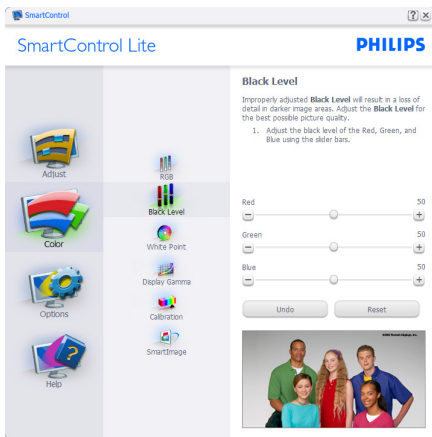 SmartControl
SmartControl Lite
PHILIPS
Adjust
Color
Options
Help
RGB
Black Level
White Point
Display Gamma
Calibration
SmartImage
Black Level
Improperly adjusted Black Level will result in a loss of
detail in darker image areas. Adjust the Black Level for
the best possible picture quality.
1. Adjust the black level of the Red, Green, and
Blue using the slider bars.
Red 50
Green 50
Blue 50
Undo Reset